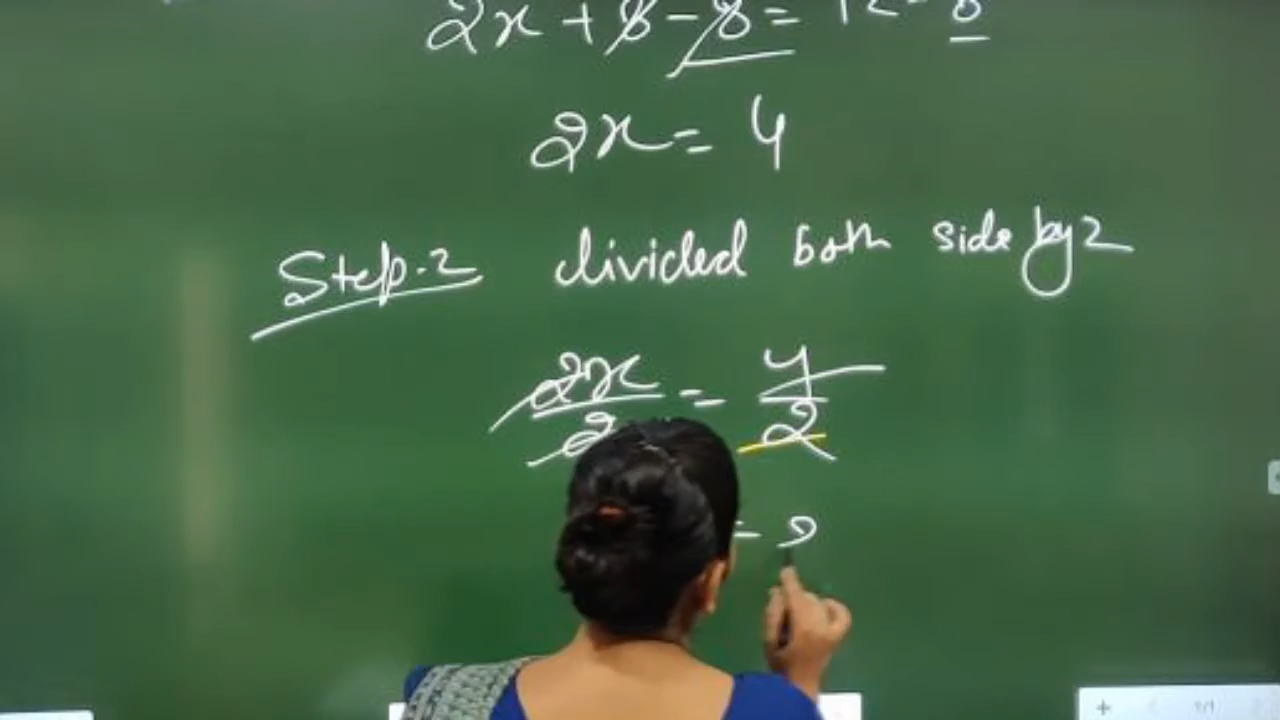 2x + 8 - 8 = 12 - 8
2x = 4
Step.2 divided both side by 2
2x/2 = 4/2
= 2